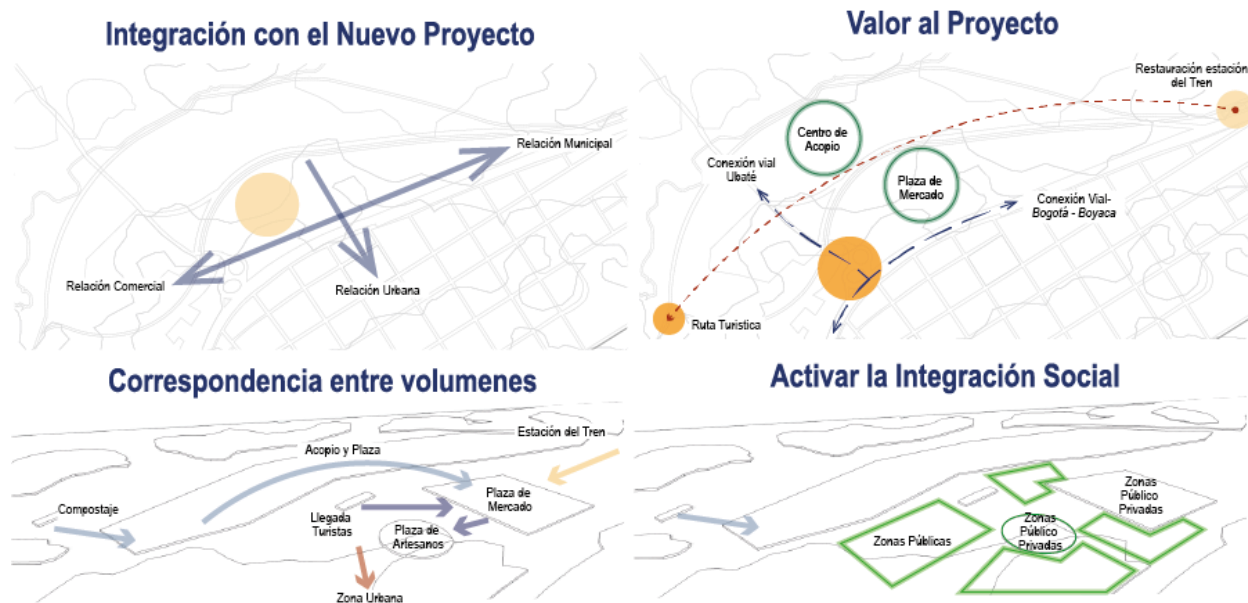 Integración con el Nuevo Proyecto
Relación Municipal
Relación Comercial
Relación Urbana
Valor al Proyecto
Restauración estación
del Tren
Centro de
Acopio
Conexión vial
Ubaté
Plaza de
Mercado
Conexión Vial-
Bogotá - Boyaca
Ruta Turistica
Correspondencia entre volumenes
Estación del Tren
Acopio y Plaza
Compostaje
Plaza de
Mercado
Llegada
Turistas
Plaza de
Artesanos
Zona Urbana
Activar la Integración Social
Zonas
Público
Privadas
Zonas Públicas
Zonas
Público
Privadas